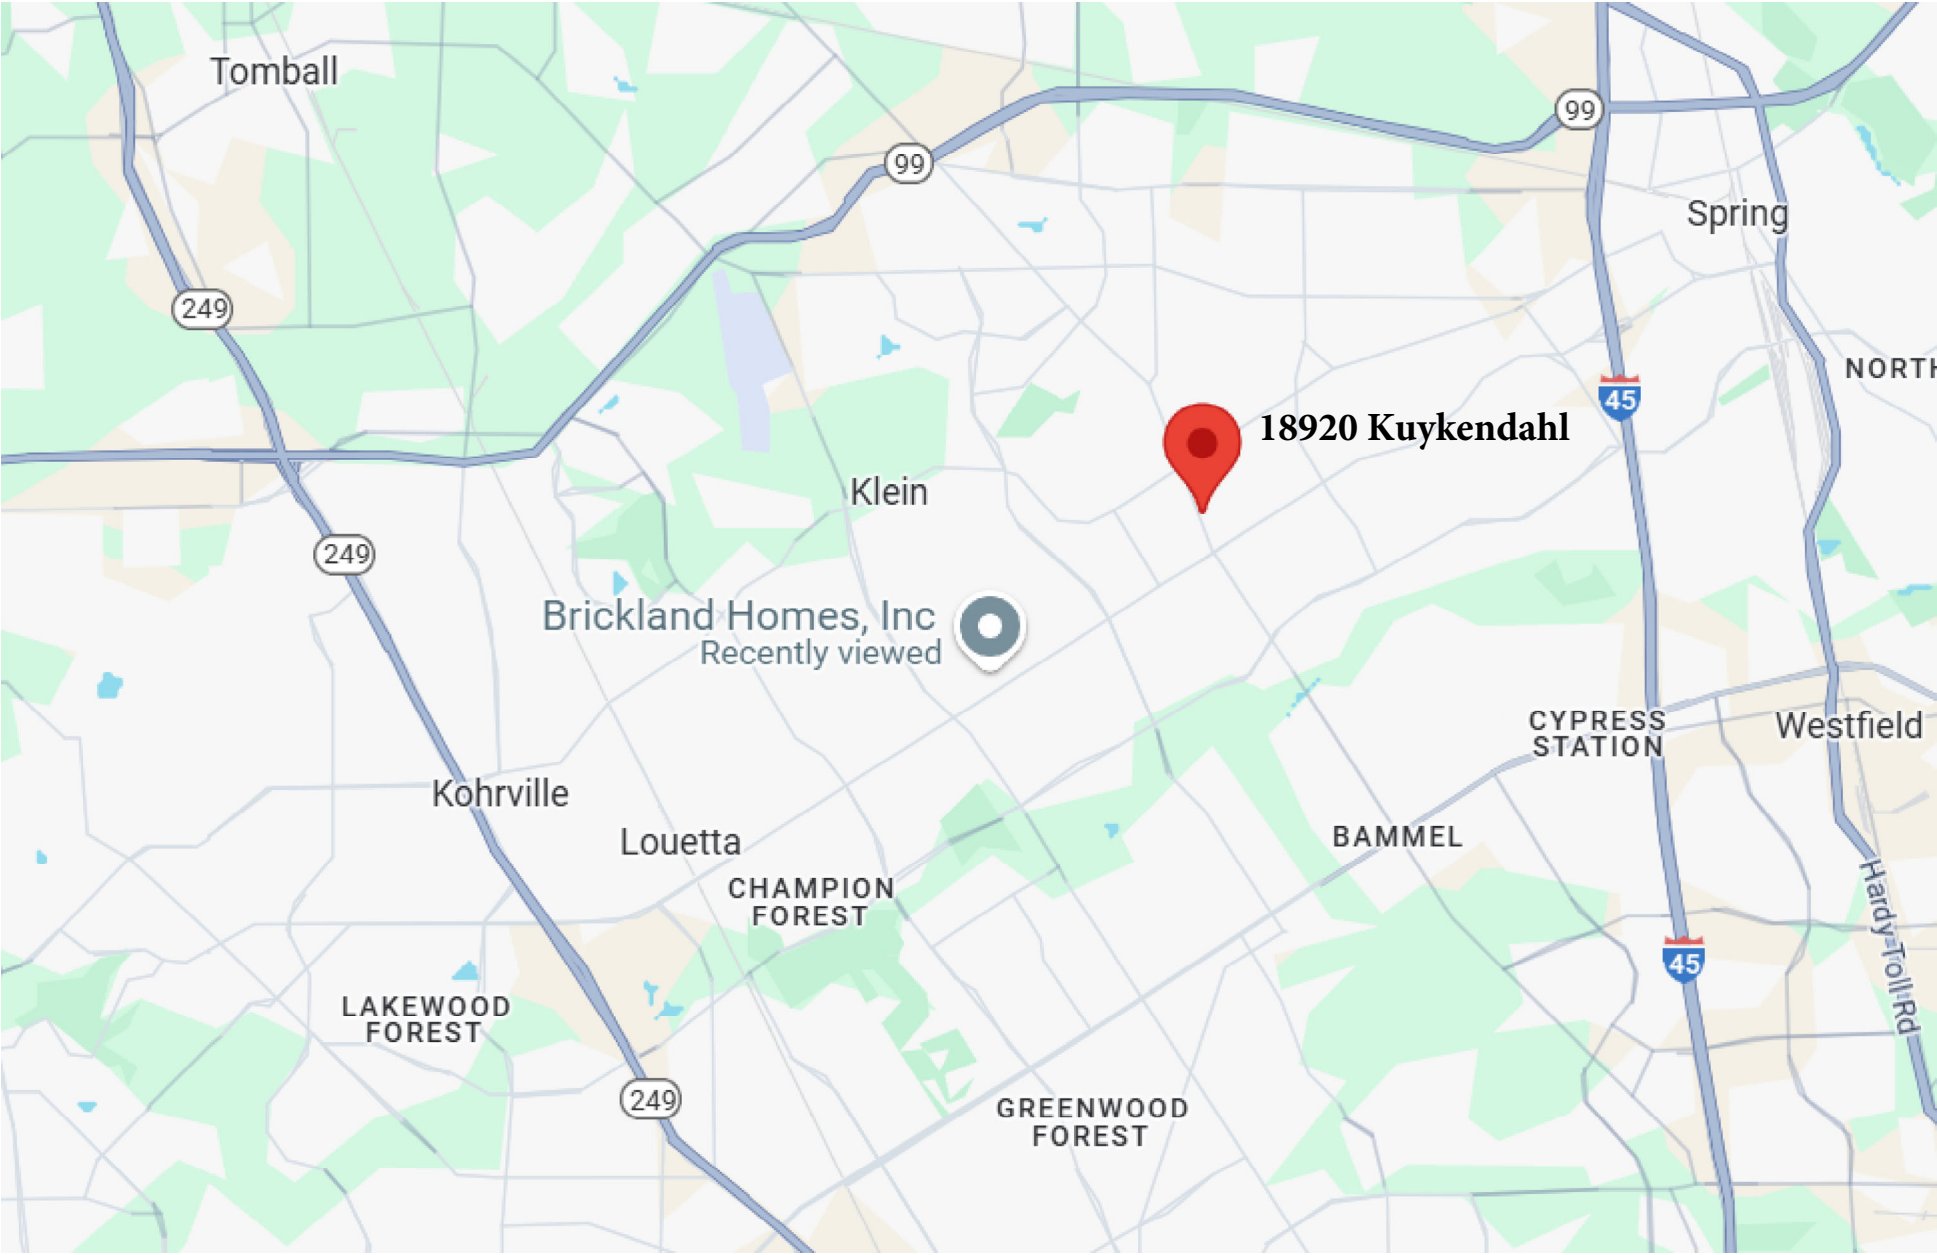 Tomball
99
99
Spring
249
NORTH
45
18920 Kuykendahl
Klein
249
Brickland Homes, Inc
Recently viewed
CYPRESS
STATION
Westfield
Kohrville
Louetta
BAMMEL
CHAMPION
FOREST
Hardy Toll Rd
45
LAKEWOOD
FOREST
249
GREENWOOD
FOREST